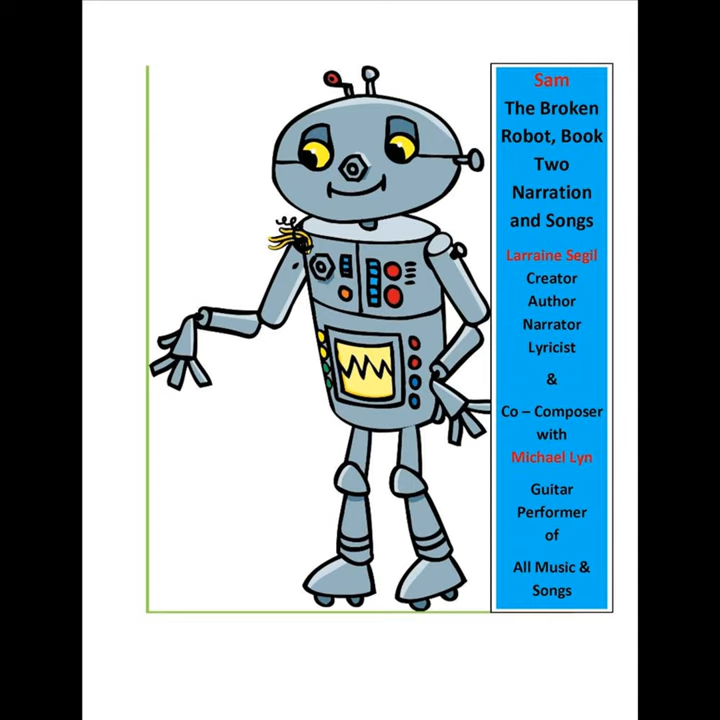 Sam
The Broken
Robot, Book
Two
Narration
and Songs
Larraine Segil
Creator
Author
Narrator
Lyricist
&
Co – Composer
with
Michael Lyn
Guitar
Performer
of
All Music &
Songs